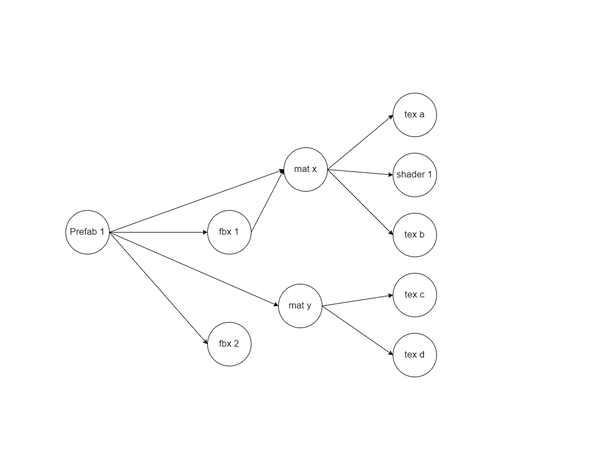 tex a
mat x
shader 1
Prefab 1
fbx 1
tex b
mat y
tex c
fbx 2
tex d